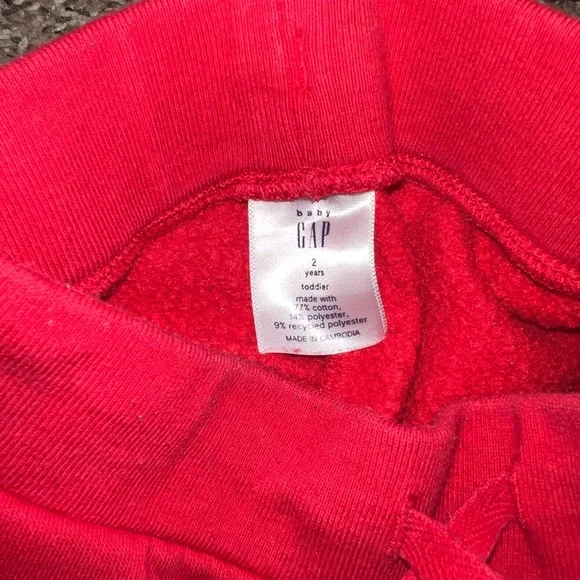 baby
GAP
2
years
toddler
made with
77% cotton,
14% polyester,
9% recycled polyester
MADE IN CAMBODIA